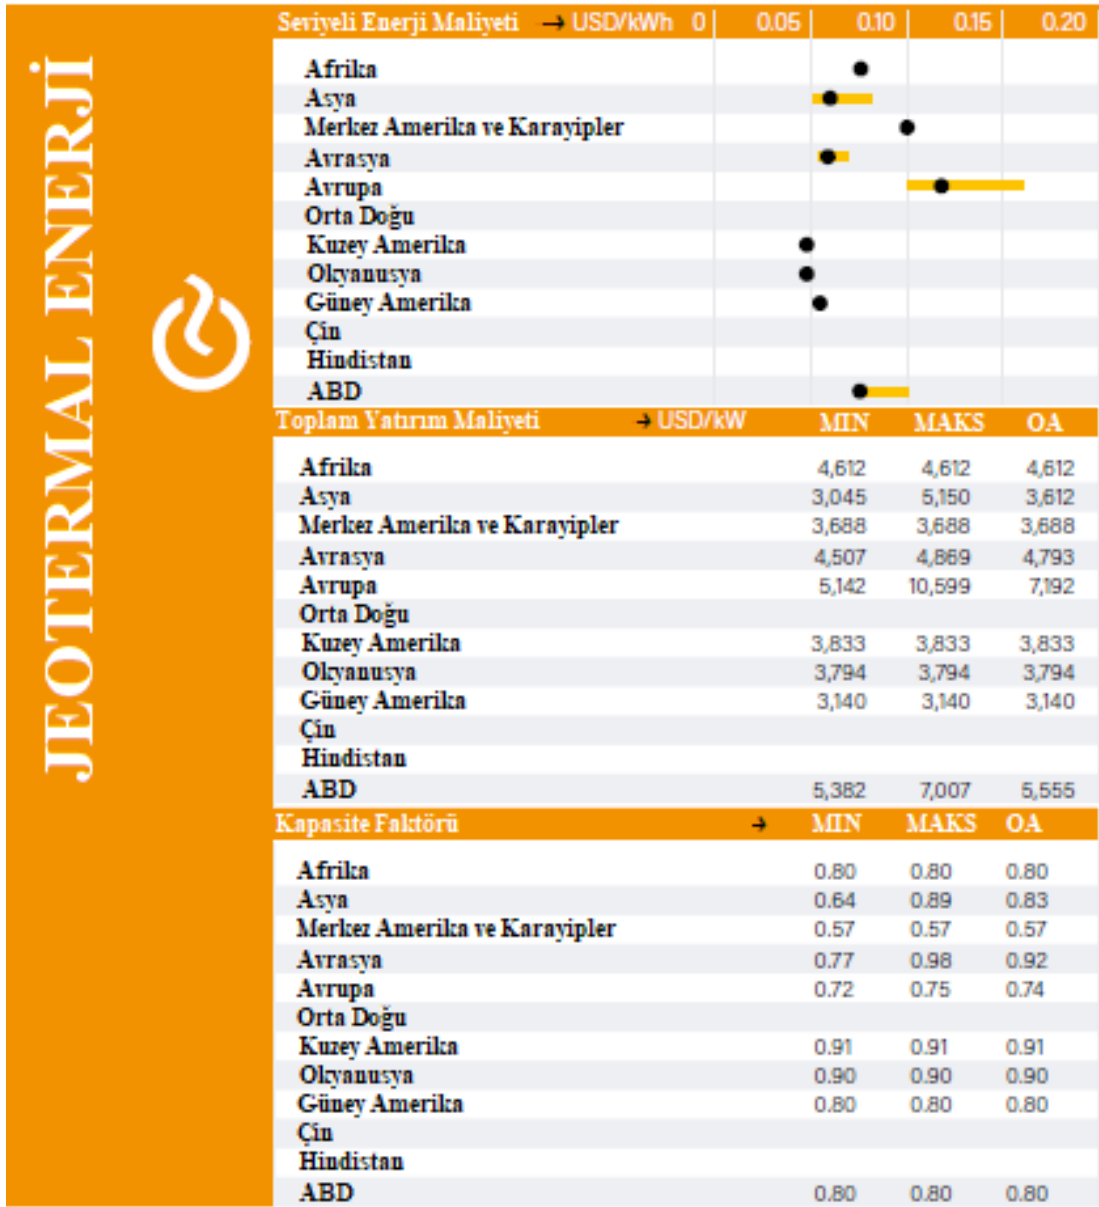 JEOTERMAL ENERJİ
Seviyeli Enerji Maliyeti → USD/kWh 0 0.05 0.10 0.15 0.20
Afrika
Asya
Merkez Amerika ve Karayipler
Avrasya
Avrupa
Orta Doğu
Kuzey Amerika
Okyanusya
Güney Amerika
Çin
Hindistan
ABD
Toplam Yatırım Maliyeti → USD/kW MIN MAKS OA
Afrika 4,612 4,612 4,612
Asya 3,045 5,150 3,612
Merkez Amerika ve Karayipler 3,688 3,688 3,688
Avrasya 4,507 4,869 4,793
Avrupa 5,142 10,599 7,192
Orta Doğu
Kuzey Amerika 3,833 3,833 3,833
Okyanusya 3,794 3,794 3,794
Güney Amerika 3,140 3,140 3,140
Çin
Hindistan
ABD 5,382 7,007 5,555
Kapasite Faktörü → MIN MAKS OA
Afrika 0.80 0.80 0.80
Asya 0.64 0.89 0.83
Merkez Amerika ve Karayipler 0.57 0.57 0.57
Avrasya 0.77 0.98 0.92
Avrupa 0.72 0.75 0.74
Orta Doğu
Kuzey Amerika 0.91 0.91 0.91
Okyanusya 0.90 0.90 0.90
Güney Amerika 0.80 0.80 0.80
Çin
Hindistan
ABD 0.80 0.80 0.80